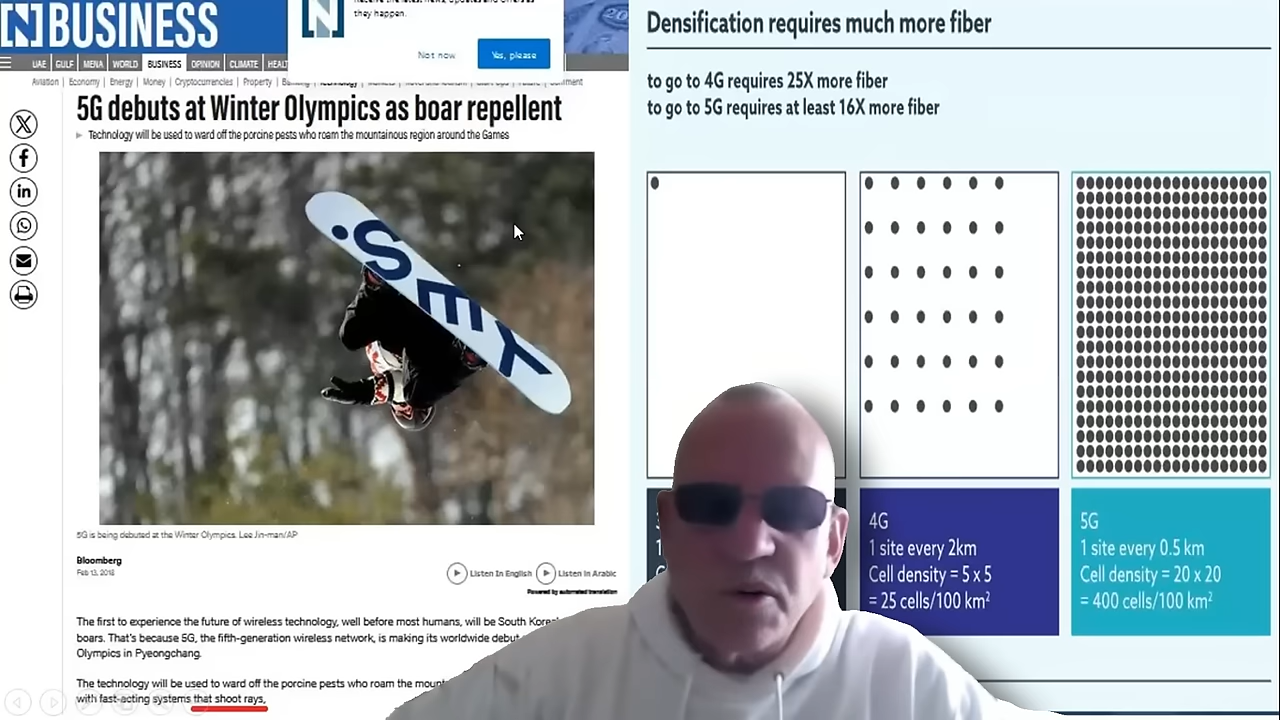 N BUSINESS
they happen.
Not now
Yes, please
UAE GULF MENA WORLD BUSINESS OPINION CLIMATE
Aviation Economy Energy Money Cryptocurrencies Property
5G debuts at Winter Olympics as boar repellent
Technology will be used to ward off the porcine pests who roam the mountainous region around the Games
SEY
5G is being debuted at the Winter Olympics. Lee Jin-man/AP
Bloomberg
Feb 13, 2018
Listen In English
Listen in Arabic
Powered by automated translation
The first to experience the future of wireless technology, well before most humans, will be South
boars. That's because 5G, the fifth-generation wireless network, is making its worldwide debut
Olympics in Pyeongchang.
The technology will be used to ward off the porcine pests who roam the
with fast-acting systems that shoot rays,
Densification requires much more fiber
to go to 4G requires 25X more fiber
to go to 5G requires at least 16X more fiber
4G
1 site every 2km
Cell density = 5 x 5
= 25 cells/100 km²
5G
1 site every 0.5 km
Cell density = 20 x 20
= 400 cells/100 km²